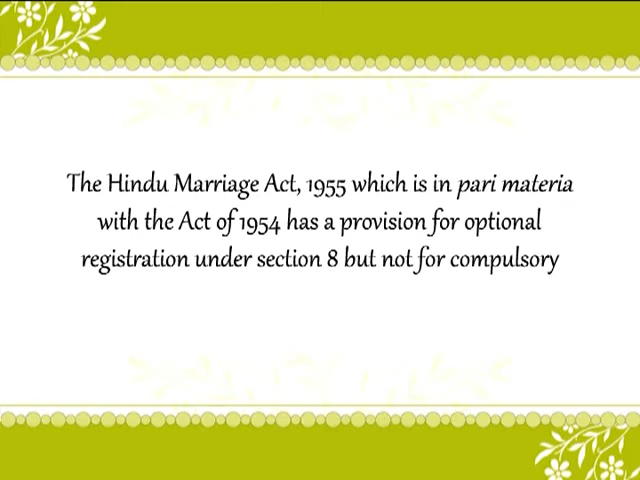 The Hindu Marriage Act, 1955 which is in pari materia
with the Act of 1954 has a provision for optional
registration under section 8 but not for compulsory